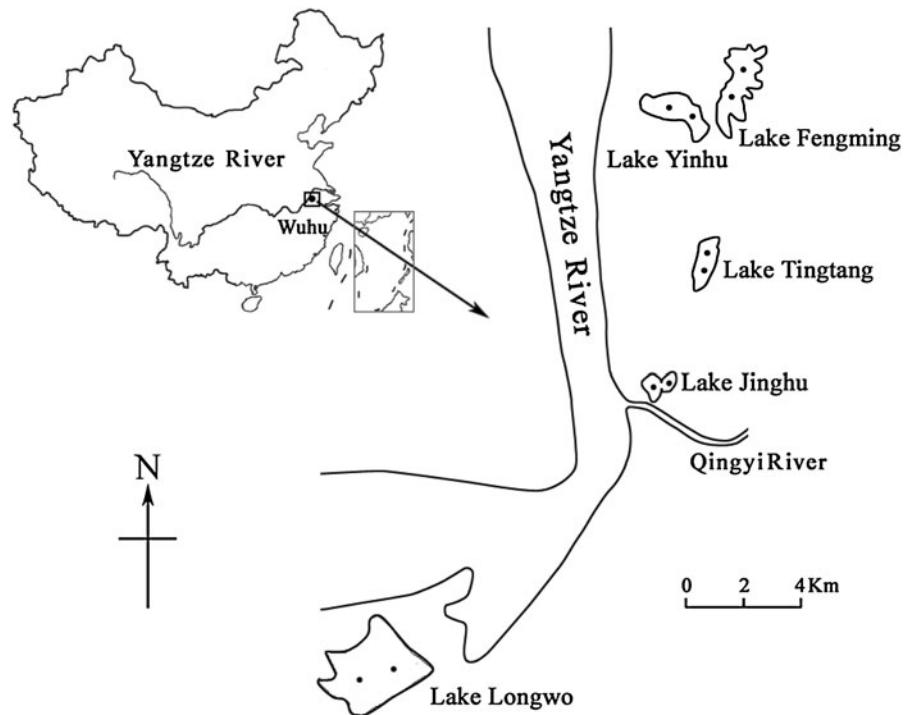 Yangtze River
Wuhu
Yangtze River
Lake Yinhu
Lake Fengming
Lake Tingtang
Lake Jinghu
QingyiRiver
N
0 2 4Km
Lake Longwo